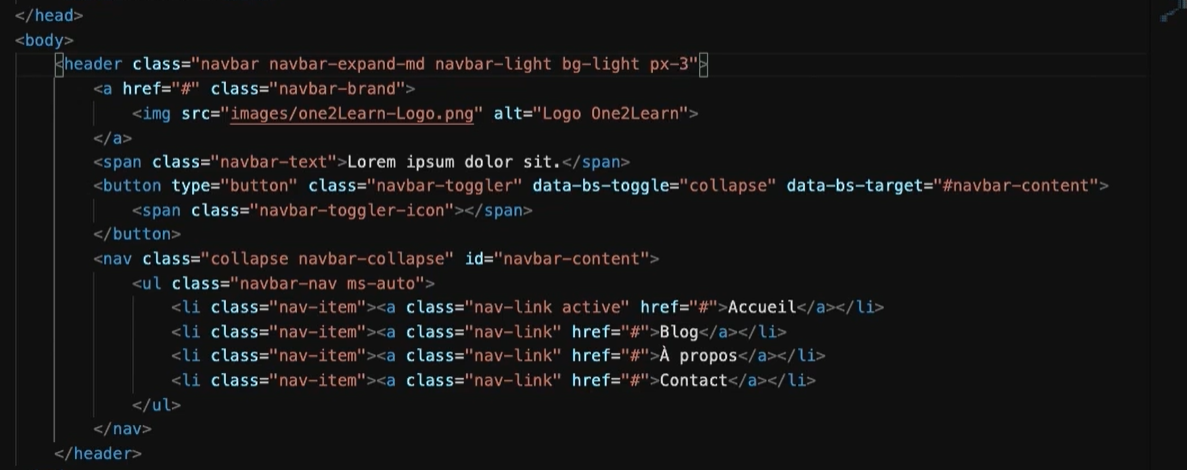 </head>
<body>
<header class="navbar navbar-expand-md navbar-light bg-light px-3">
<a href="#" class="navbar-brand">
<img src="images/one2Learn-Logo.png" alt="Logo One2Learn">
</a>
<span class="navbar-text">Lorem ipsum dolor sit.</span>
<button type="button" class="navbar-toggler" data-bs-toggle="collapse" data-bs-target="#navbar-content">
<span class="navbar-toggler-icon"></span>
</button>
<nav class="collapse navbar-collapse" id="navbar-content">
<ul class="navbar-nav ms-auto">
<li class="nav-item"><a class="nav-link active" href="#">Accueil</a></li>
<li class="nav-item"><a class="nav-link" href="#">Blog</a></li>
<li class="nav-item"><a class="nav-link" href="#">À propos</a></li>
<li class="nav-item"><a class="nav-link" href="#">Contact</a></li>
</ul>
</nav>
</header>